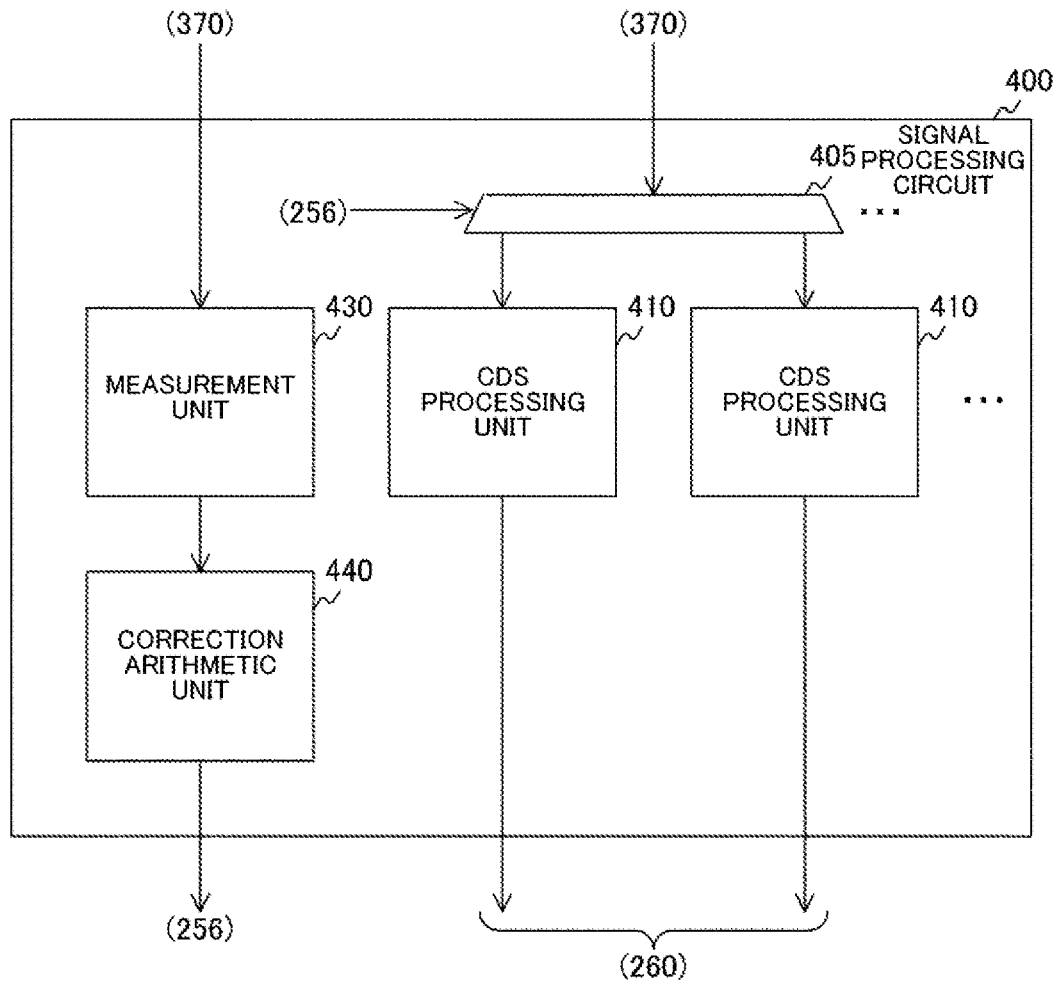 (370)
(370)
400
SIGNAL
PROCESSING
CIRCUIT
405
(256)
...
430
410
410
MEASUREMENT
UNIT
CDS
PROCESSING
UNIT
CDS
PROCESSING
UNIT
...
440
CORRECTION
ARITHMETIC
UNIT
(256)
(260)